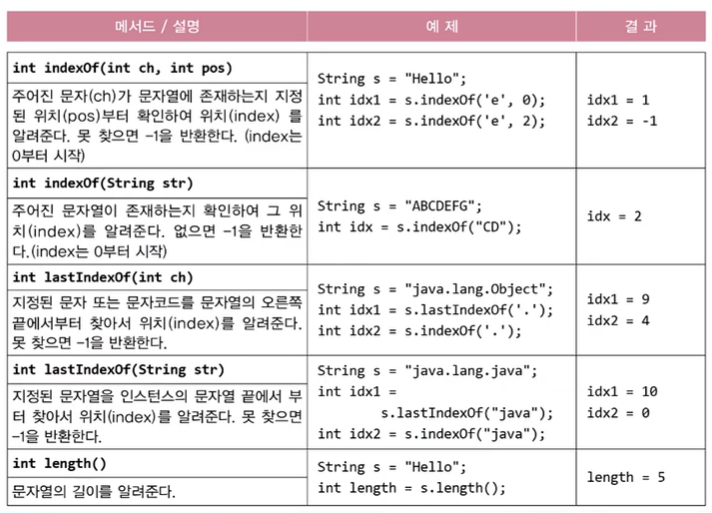 메서드 / 설명
예 제
결 과
int indexOf(int ch, int pos)
주어진 문자(ch)가 문자열에 존재하는지 지정
된 위치(pos)부터 확인하여 위치(index) 를
알려준다. 못 찾으면 -1을 반환한다. (index는
0부터 시작)
String s = "Hello";
int idx1 = s.indexOf('e', 0);
int idx2 = s.indexOf('e', 2);
idx1 = 1
idx2 = -1
int indexOf(String str)
주어진 문자열이 존재하는지 확인하여 그 위
치(index)를 알려준다. 없으면 -1을 반환한
다.(index는 0부터 시작)
String s = "ABCDEFG";
int idx = s.indexOf("CD");
idx = 2
int lastIndexOf(int ch)
지정된 문자 또는 문자코드를 문자열의 오른쪽
끝에서부터 찾아서 위치(index)를 알려준다.
못 찾으면 -1을 반환한다.
String s = "java.lang.Object";
int idx1 = s.lastIndexOf('.');
int idx2 = s.indexOf('.');
idx1 = 9
idx2 = 4
int lastIndexOf(String str)
지정된 문자열을 인스턴스의 문자열 끝에서 부
터 찾아서 위치(index)를 알려준다. 못 찾으면
-1을 반환한다.
String s = "java.lang.java";
int idx1 =
s.lastIndexOf("java");
int idx2 = s.indexOf("java");
idx1 = 10
idx2 = 0
int length()
문자열의 길이를 알려준다.
String s = "Hello";
int length = s.length();
length = 5